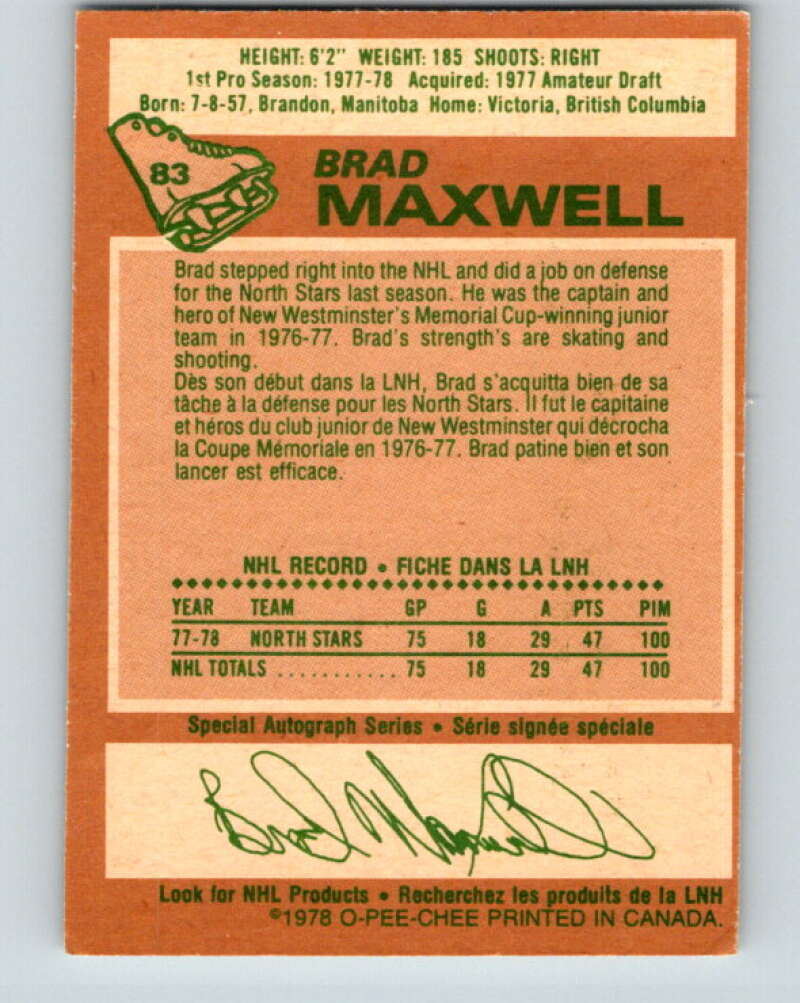 HEIGHT: 6'2" WEIGHT: 185 SHOOTS: RIGHT
1st Pro Season: 1977-78 Acquired: 1977 Amateur Draft
Born: 7-8-57, Brandon, Manitoba Home: Victoria, British Columbia
83
BRAD
MAXWELL
Brad stepped right into the NHL and did a job on defense
for the North Stars last season. He was the captain and
hero of New Westminster's Memorial Cup-winning junior
team in 1976-77. Brad's strength's are skating and
shooting.
Dès son début dans la LNH, Brad s'acquitta bien de sa
tâche à la défense pour les North Stars. Il fut le capitaine
et héros du club junior de New Westminster qui décrocha
la Coupe Mémoriale en 1976-77. Brad patine bien et son
lancer est efficace.
NHL RECORD • FICHE DANS LA LNH
YEAR TEAM GP G A PTS PIM
77-78 NORTH STARS 75 18 29 47 100
NHL TOTALS ........... 75 18 29 47 100
Special Autograph Series • Série signée spéciale
Brad Maxwell
Look for NHL Products • Recherchez les produits de la LNH
©1978 O-PEE-CHEE PRINTED IN CANADA.